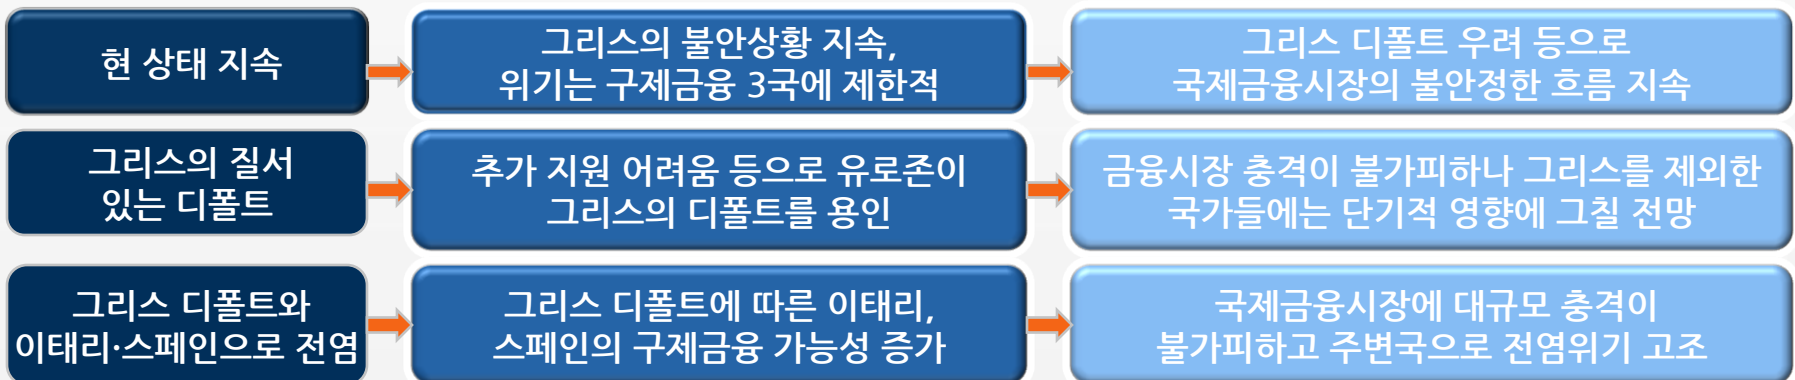 현 상태 지속
그리스의 불안상황 지속,
위기는 구제금융 3국에 제한적
그리스 디폴트 우려 등으로
국제금융시장의 불안정한 흐름 지속
그리스의 질서
있는 디폴트
추가 지원 어려움 등으로 유로존이
그리스의 디폴트를 용인
금융시장 충격이 불가피하나 그리스를 제외한
국가들에는 단기적 영향에 그칠 전망
그리스 디폴트와
이태리·스페인으로 전염
그리스 디폴트에 따른 이태리,
스페인의 구제금융 가능성 증가
국제금융시장에 대규모 충격이
불가피하고 주변국으로 전염위기 고조